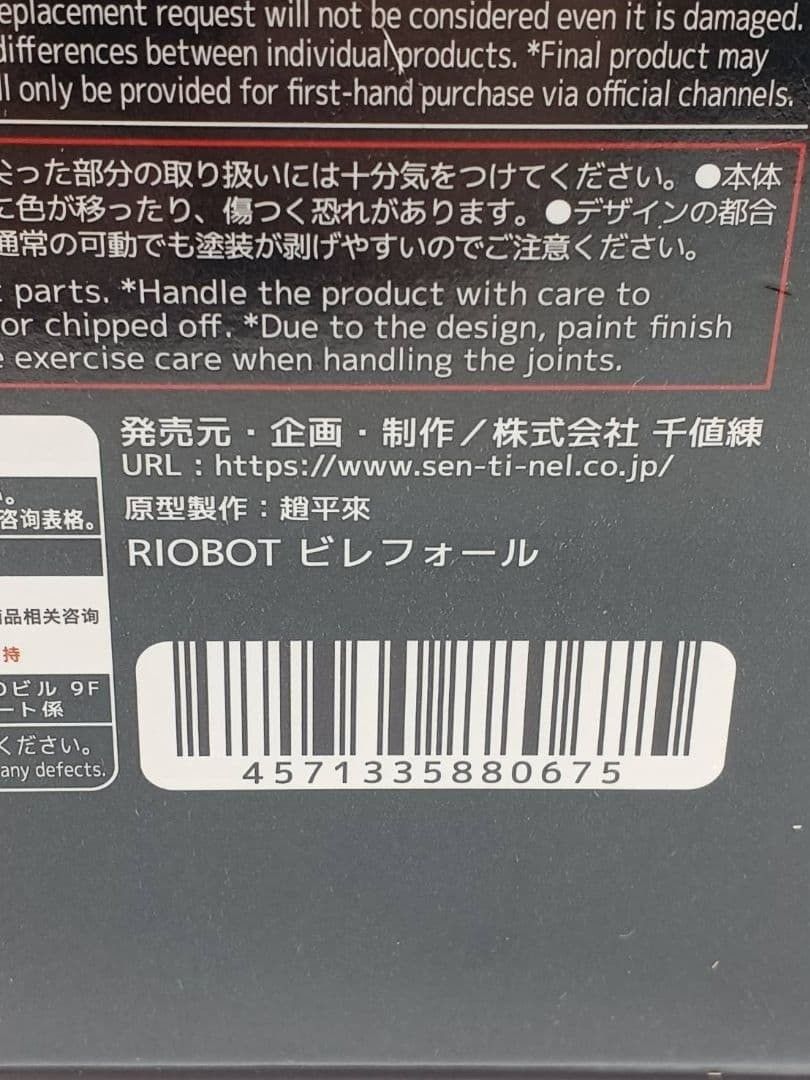 eplacement request will not be considered even it is damaged.
differences between individual products. *Final product may
ll only be provided for first-hand purchase via official channels.
尖った部分の取り扱いには十分気をつけてください。●本体
に色が移ったり、傷つく恐れがあります。●デザインの都合
通常の可動でも塗装が剥げやすいのでご注意ください。
parts. *Handle the product with care to
or chipped off. *Due to the design, paint finish
exercise care when handling the joints.
発売元・企画・制作／株式会社 千値練
URL : https://www.sen-ti-nel.co.jp/
原型製作：趙平來
RIOBOT ビレフォール
4571335880675
い。
咨询表格。
商品相关咨询
持
のビル 9F
ート係
ください。
any defects.